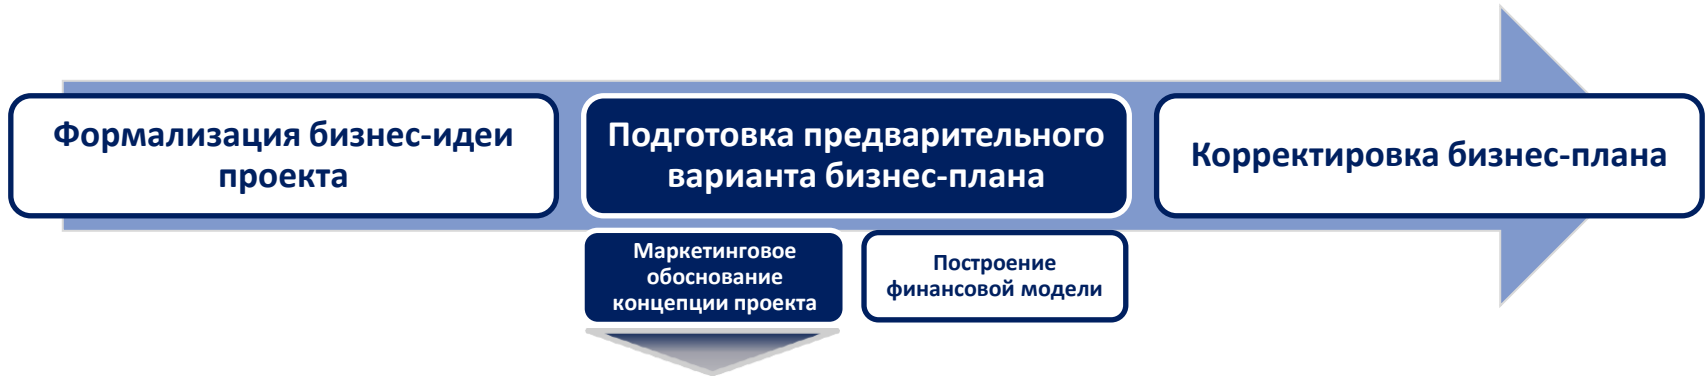 Формализация бизнес-идеи
проекта
Подготовка предварительного
варианта бизнес-плана
Корректировка бизнес-плана
Маркетинговое
обоснование
концепции проекта
Построение
финансовой модели